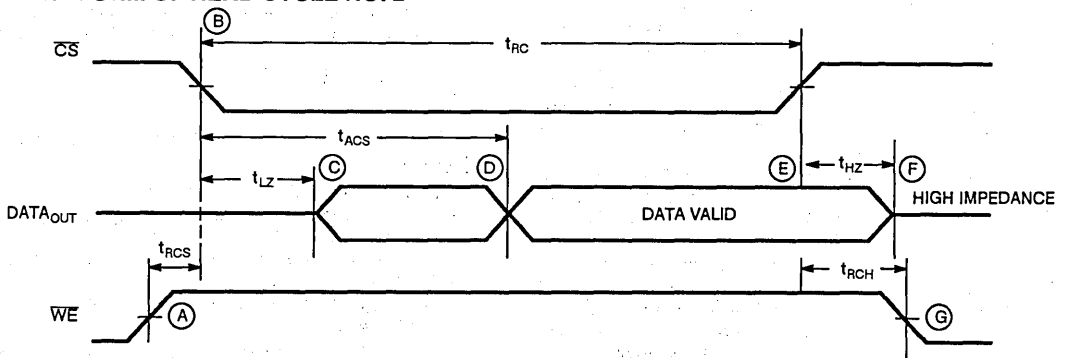 B
CS
tRC
tACS
C
D
E
tHZ
F
tLZ
HIGH IMPEDANCE
DATAOUT
DATA VALID
tRCS
tRCH
WE
A
G